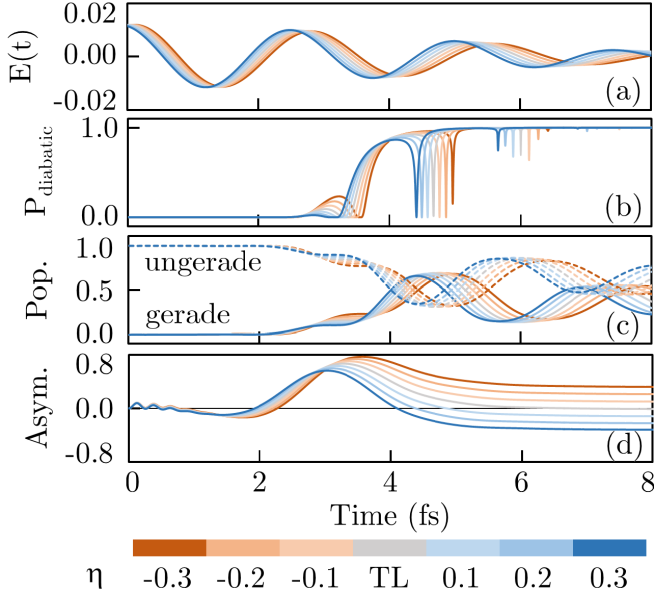 0.02
0.00
-0.02
E(t)
(a)
1.0
0.0
P_diabatic
(b)
1.0
0.5
0.0
Pop.
ungerade
gerade
(c)
0.8
0.0
-0.8
Asym.
(d)
0 2 4 6 8
Time (fs)
η -0.3 -0.2 -0.1 TL 0.1 0.2 0.3